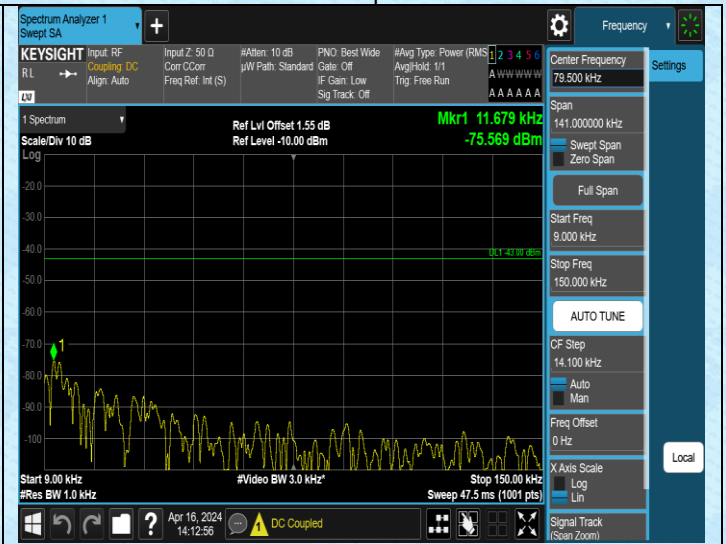 Spectrum Analyzer 1
Swept SA
+
Frequency
KEYSIGHT
RL
LXI
Input: RF
Coupling: DC
Align: Auto
Input Z: 50 Ω
Corr CCorr
Freq Ref: Int (S)
#Atten: 10 dB
µW Path: Standard
PNO: Best Wide
Gate: Off
IF Gain: Low
Sig Track: Off
#Avg Type: Power (RMS
Avg|Hold: 1/1
Trig: Free Run
1 2 3 4 5 6
A W W W W W
A A A A A A
1 Spectrum
Scale/Div 10 dB
Log
Ref Lvl Offset 1.55 dB
Ref Level -10.00 dBm
Mkr1 11.679 kHz
-75.569 dBm
-20.0
-30.0
-40.0
DL1 -43.00 dBm
-50.0
-60.0
-70.0
1
-80.0
-90.0
-100
Start 9.00 kHz
#Res BW 1.0 kHz
#Video BW 3.0 kHz*
Stop 150.00 kHz
Sweep 47.5 ms (1001 pts)
?
Apr 16, 2024
14:12:56
DC Coupled
Center Frequency
79.500 kHz
Settings
Span
141.000000 kHz
Swept Span
Zero Span
Full Span
Start Freq
9.000 kHz
Stop Freq
150.000 kHz
AUTO TUNE
CF Step
14.100 kHz
Auto
Man
Freq Offset
0 Hz
Local
X Axis Scale
Log
Lin
Signal Track
(Span Zoom)